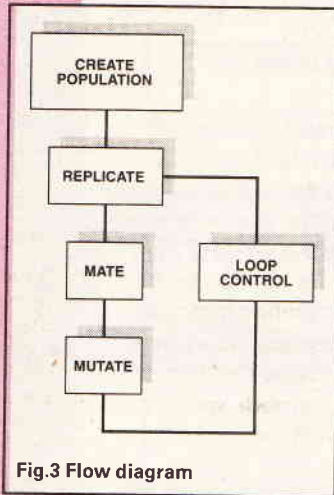 CREATE
POPULATION
REPLICATE
MATE
LOOP
CONTROL
MUTATE
Fig.3 Flow diagram